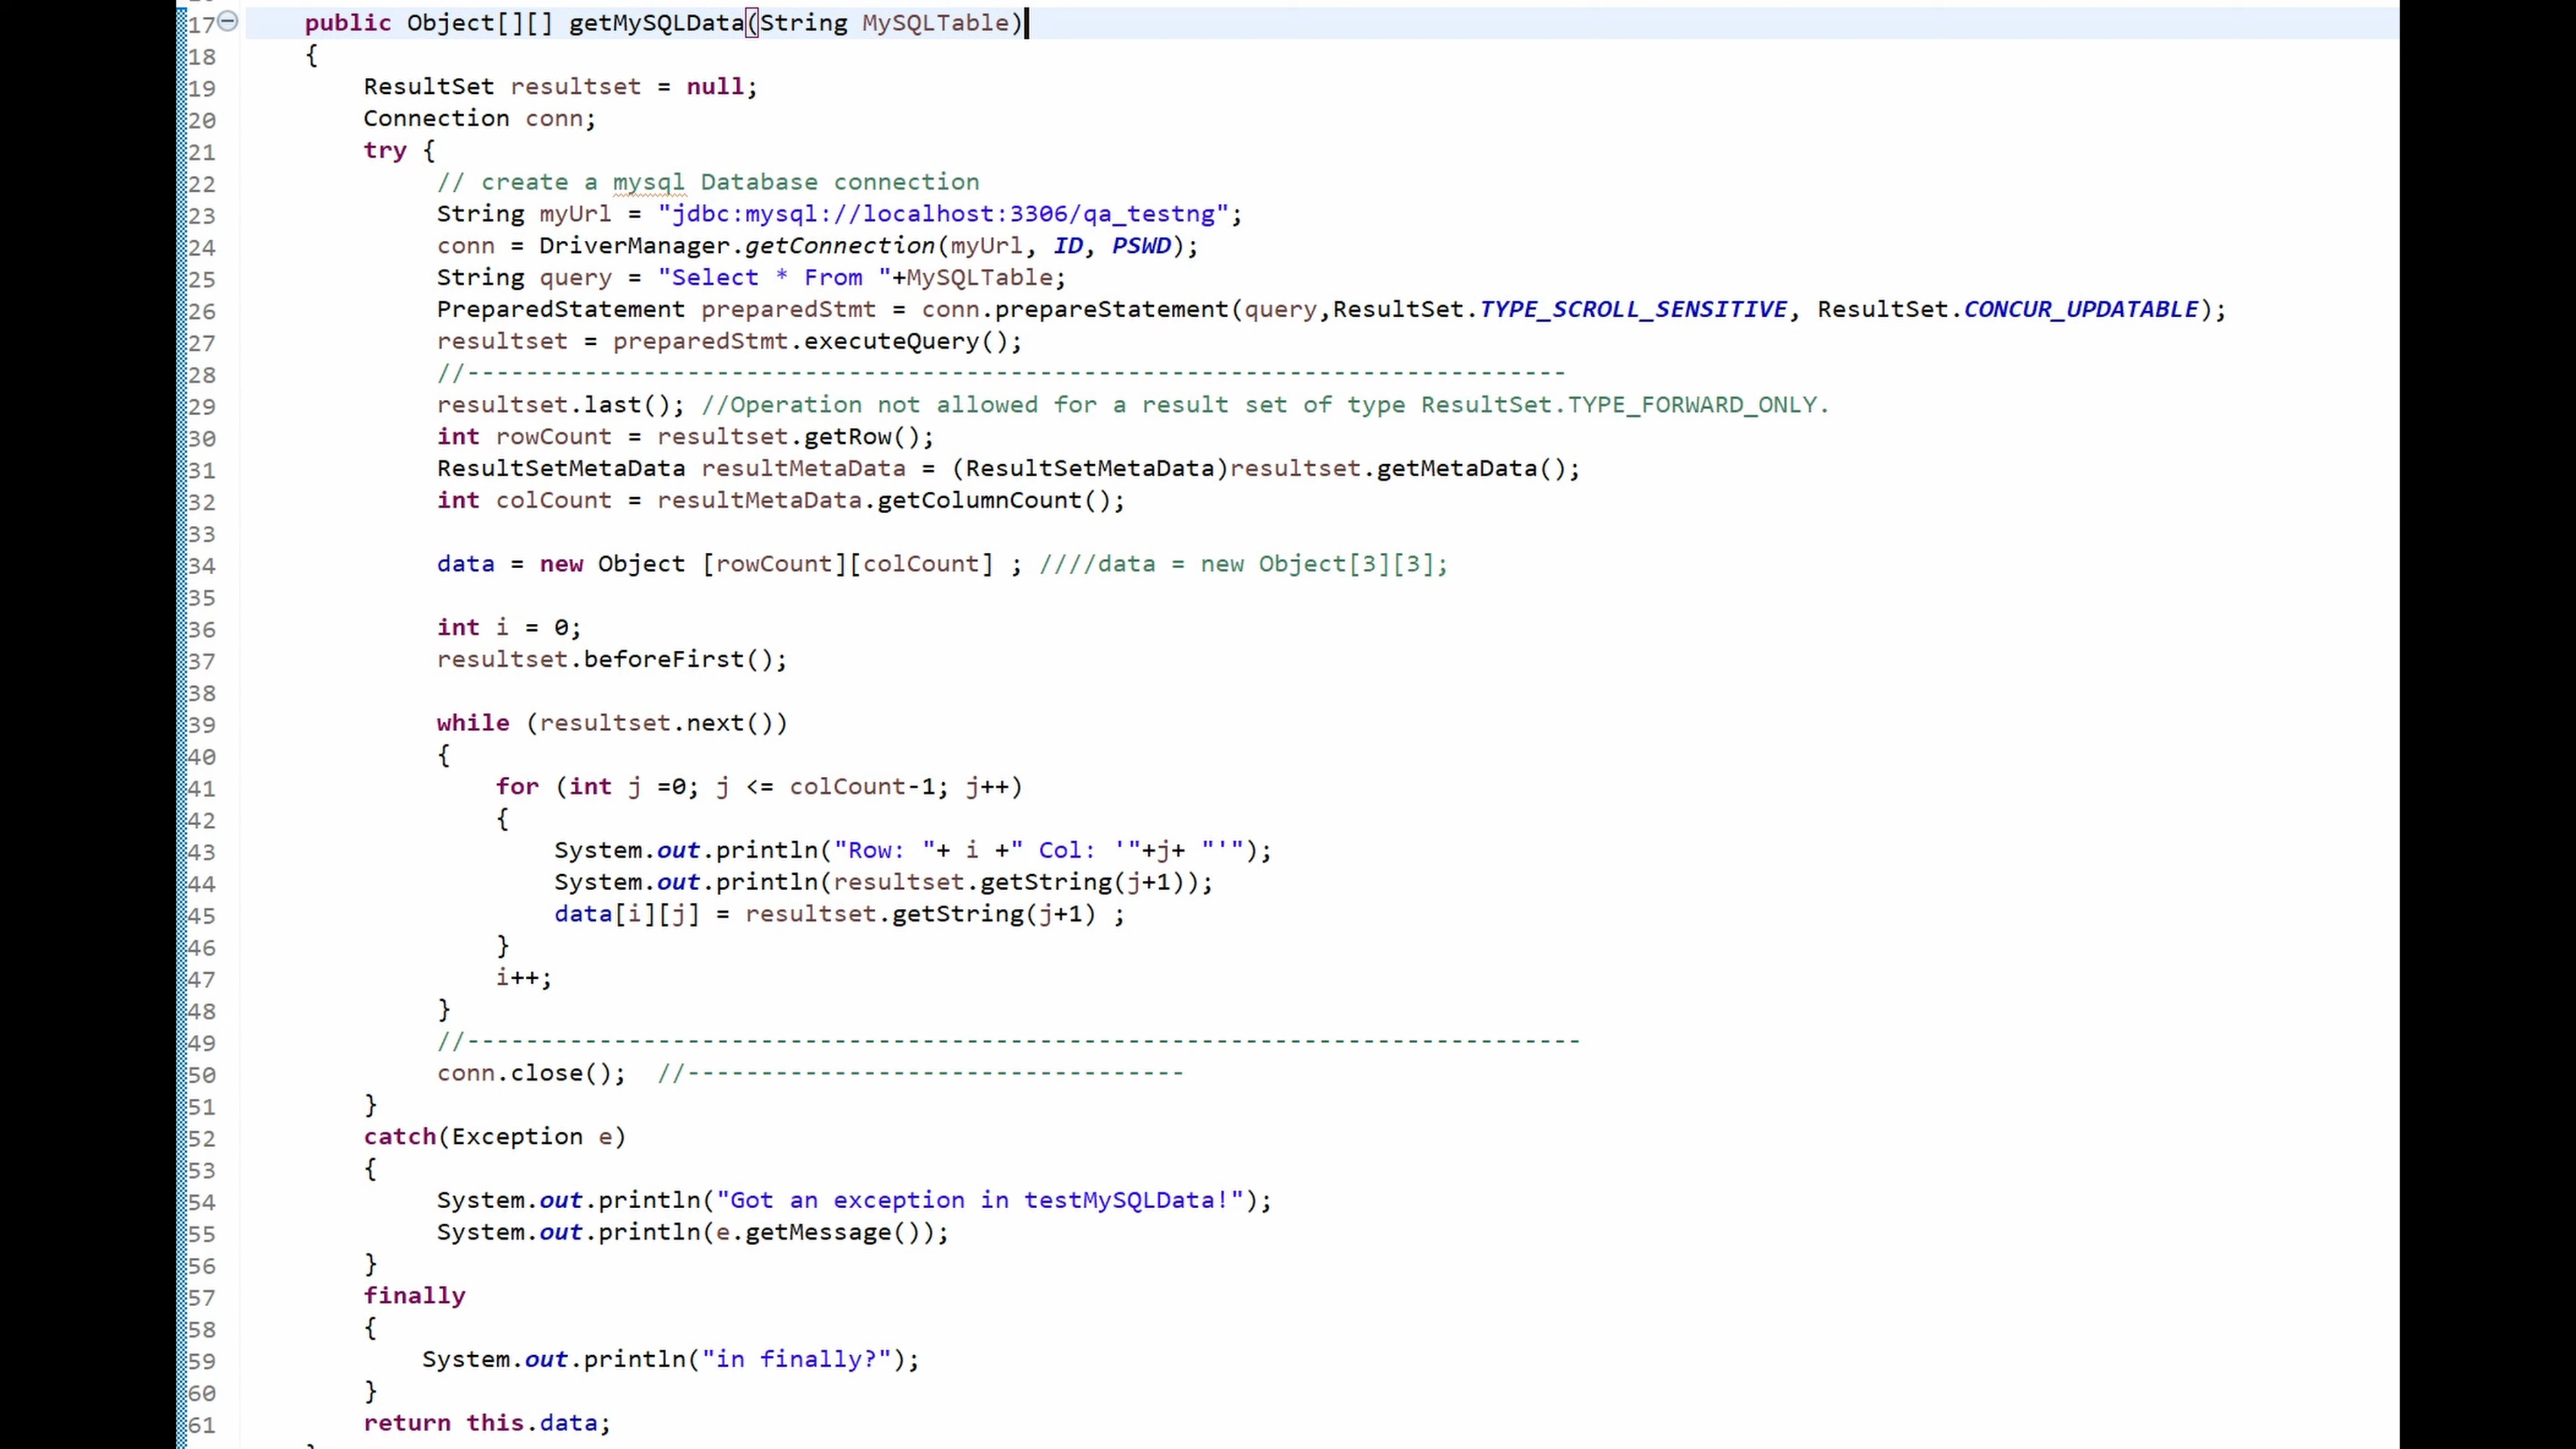 17 public Object[][] getMySQLData(String MySQLTable)
18 {
19 ResultSet resultset = null;
20 Connection conn;
21 try {
22 // create a mysql Database connection
23 String myUrl = "jdbc:mysql://localhost:3306/qa_testng";
24 conn = DriverManager.getConnection(myUrl, ID, PSWD);
25 String query = "Select * From "+MySQLTable;
26 PreparedStatement preparedStmt = conn.prepareStatement(query,ResultSet.TYPE_SCROLL_SENSITIVE, ResultSet.CONCUR_UPDATABLE);
27 resultset = preparedStmt.executeQuery();
28 //---------------------------------------------------------------------------
29 resultset.last(); //Operation not allowed for a result set of type ResultSet.TYPE_FORWARD_ONLY.
30 int rowCount = resultset.getRow();
31 ResultSetMetaData resultMetaData = (ResultSetMetaData)resultset.getMetaData();
32 int colCount = resultMetaData.getColumnCount();
33
34 data = new Object [rowCount][colCount] ; ////data = new Object[3][3];
35
36 int i = 0;
37 resultset.beforeFirst();
38
39 while (resultset.next())
40 {
41 for (int j =0; j <= colCount-1; j++)
42 {
43 System.out.println("Row: "+ i +" Col: '"+j+ "'");
44 System.out.println(resultset.getString(j+1));
45 data[i][j] = resultset.getString(j+1) ;
46 }
47 i++;
48 }
49 //----------------------------------------------------------------------------
50 conn.close(); //----------------------------------
51 }
52 catch(Exception e)
53 {
54 System.out.println("Got an exception in testMySQLData!");
55 System.out.println(e.getMessage());
56 }
57 finally
58 {
59 System.out.println("in finally?");
60 }
61 return this.data;